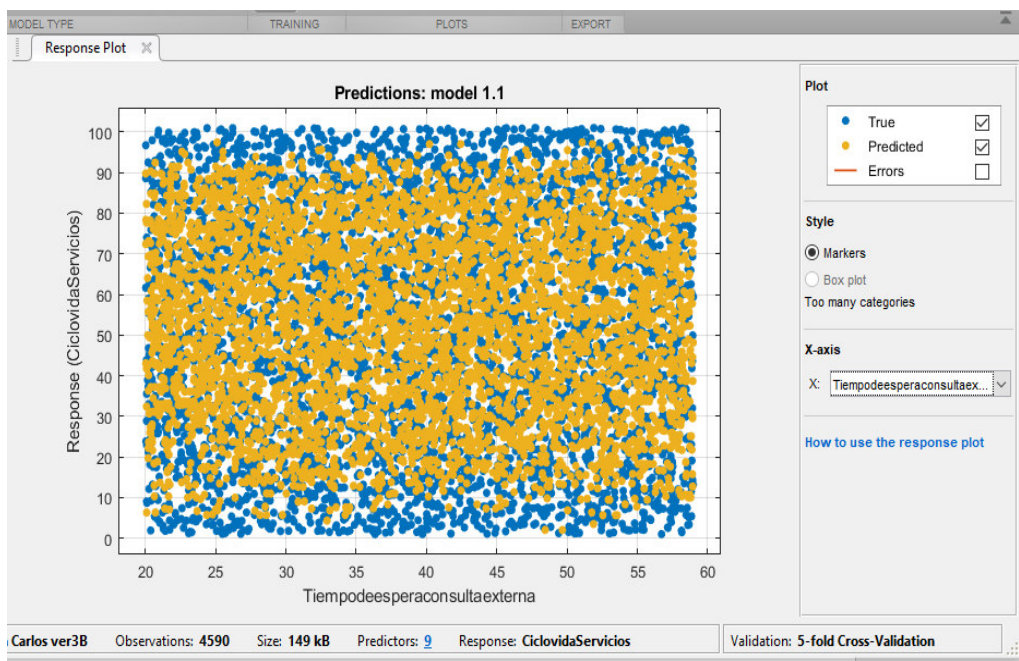 MODEL TYPE TRAINING PLOTS EXPORT
Response Plot
Predictions: model 1.1
100
90
80
70
60
50
40
30
20
10
0
Response (CiclovidaServicios)
20 25 30 35 40 45 50 55 60
Tiempodeesperaconsultaexterna
Plot
True
Predicted
Errors
Style
Markers
Box plot
Too many categories
X-axis
X: Tiempodeesperaconsultaex...
How to use the response plot
Carlos ver3B Observations: 4590 Size: 149 kB Predictors: 9 Response: CiclovidaServicios Validation: 5-fold Cross-Validation